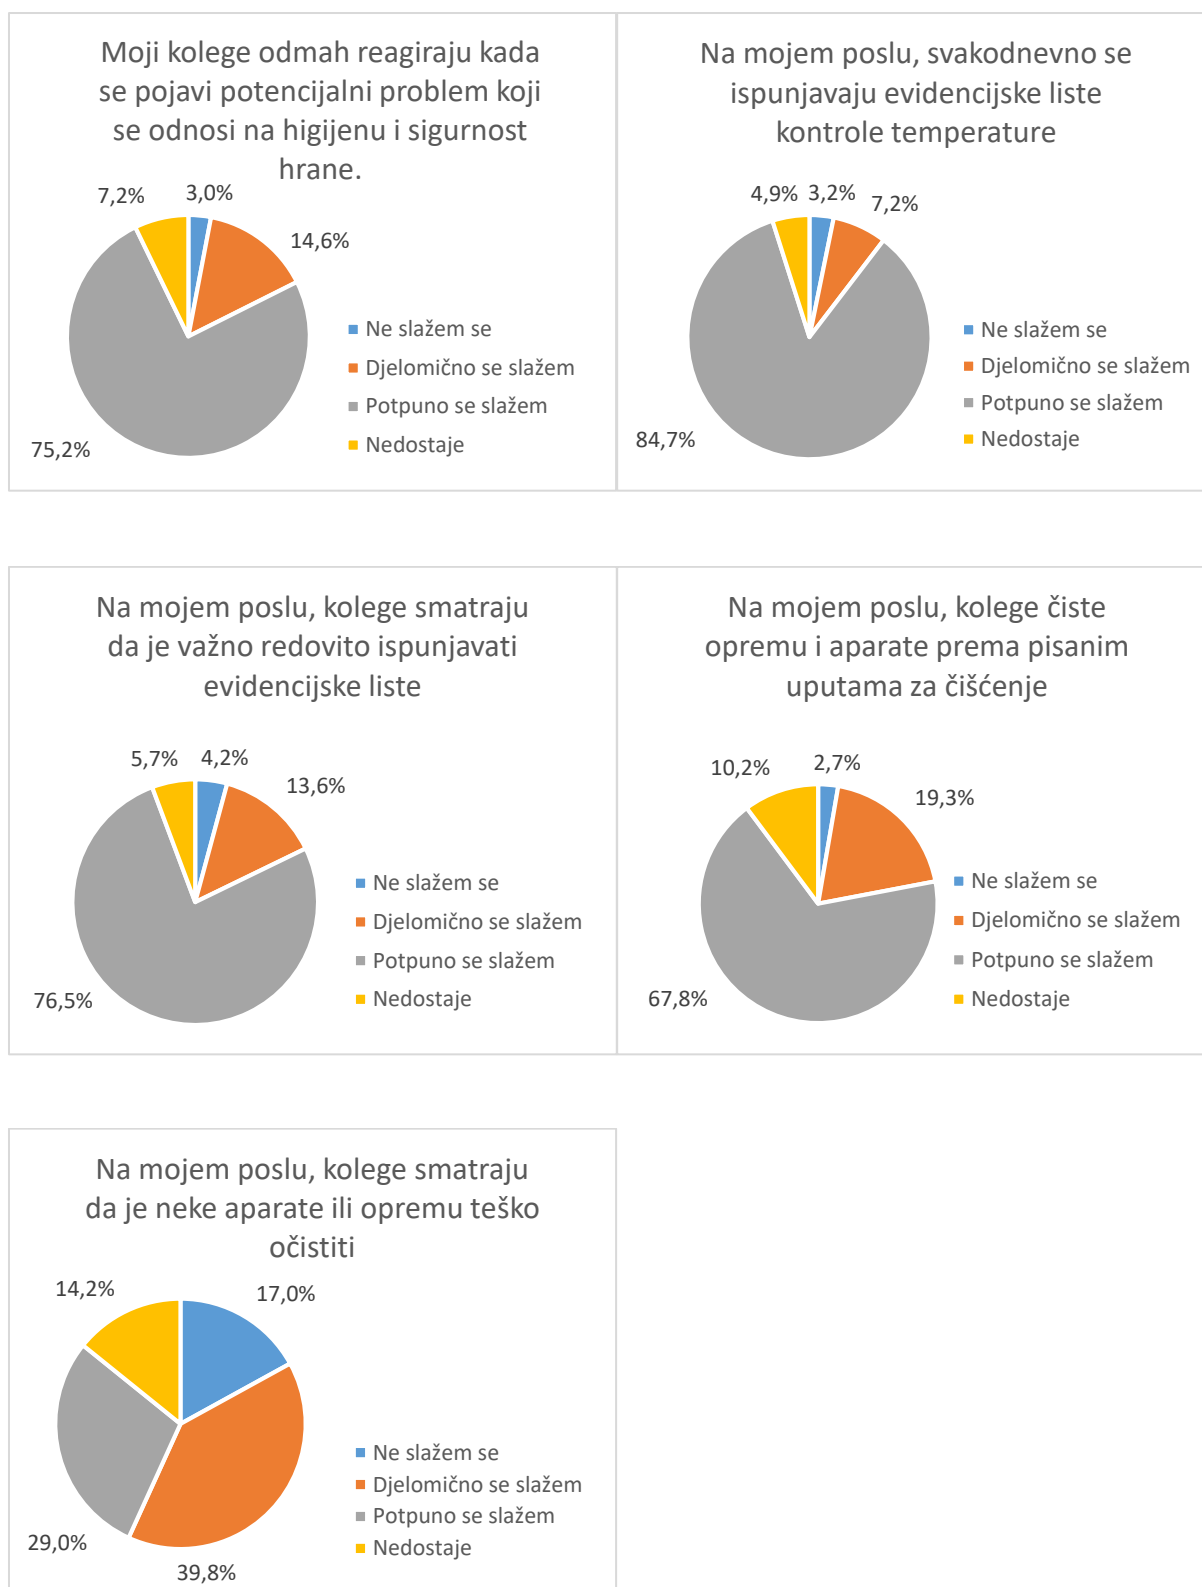 Moji kolege odmah reagiraju kada
se pojavi potencijalni problem koji
se odnosi na higijenu i sigurnost
hrane.
7,2%
3,0%
14,6%
75,2%
Ne slažem se
Djelomično se slažem
Potpuno se slažem
Nedostaje
Na mojem poslu, svakodnevno se
ispunjavaju evidencijske liste
kontrole temperature
4,9%
3,2%
7,2%
84,7%
Ne slažem se
Djelomično se slažem
Potpuno se slažem
Nedostaje
Na mojem poslu, kolege smatraju
da je važno redovito ispunjavati
evidencijske liste
5,7%
4,2%
13,6%
76,5%
Ne slažem se
Djelomično se slažem
Potpuno se slažem
Nedostaje
Na mojem poslu, kolege čiste
opremu i aparate prema pisanim
uputama za čišćenje
10,2%
2,7%
19,3%
67,8%
Ne slažem se
Djelomično se slažem
Potpuno se slažem
Nedostaje
Na mojem poslu, kolege smatraju
da je neke aparate ili opremu teško
očistiti
14,2%
17,0%
29,0%
39,8%
Ne slažem se
Djelomično se slažem
Potpuno se slažem
Nedostaje